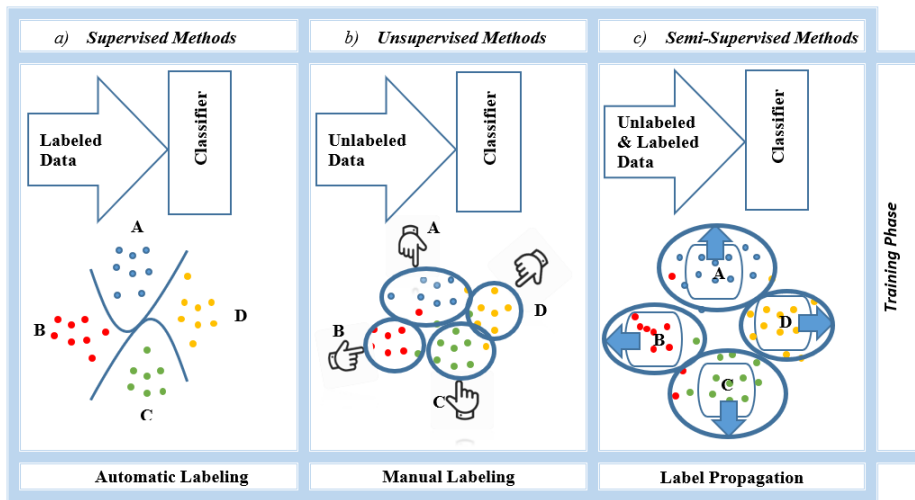 a) Supervised Methods
b) Unsupervised Methods
c) Semi-Supervised Methods
Labeled
Data
Classifier
A
B
D
C
Unlabeled
Data
Classifier
A
D
B
C
Unlabeled
& Labeled
Data
Classifier
A
B
D
C
Training Phase
Automatic Labeling
Manual Labeling
Label Propagation